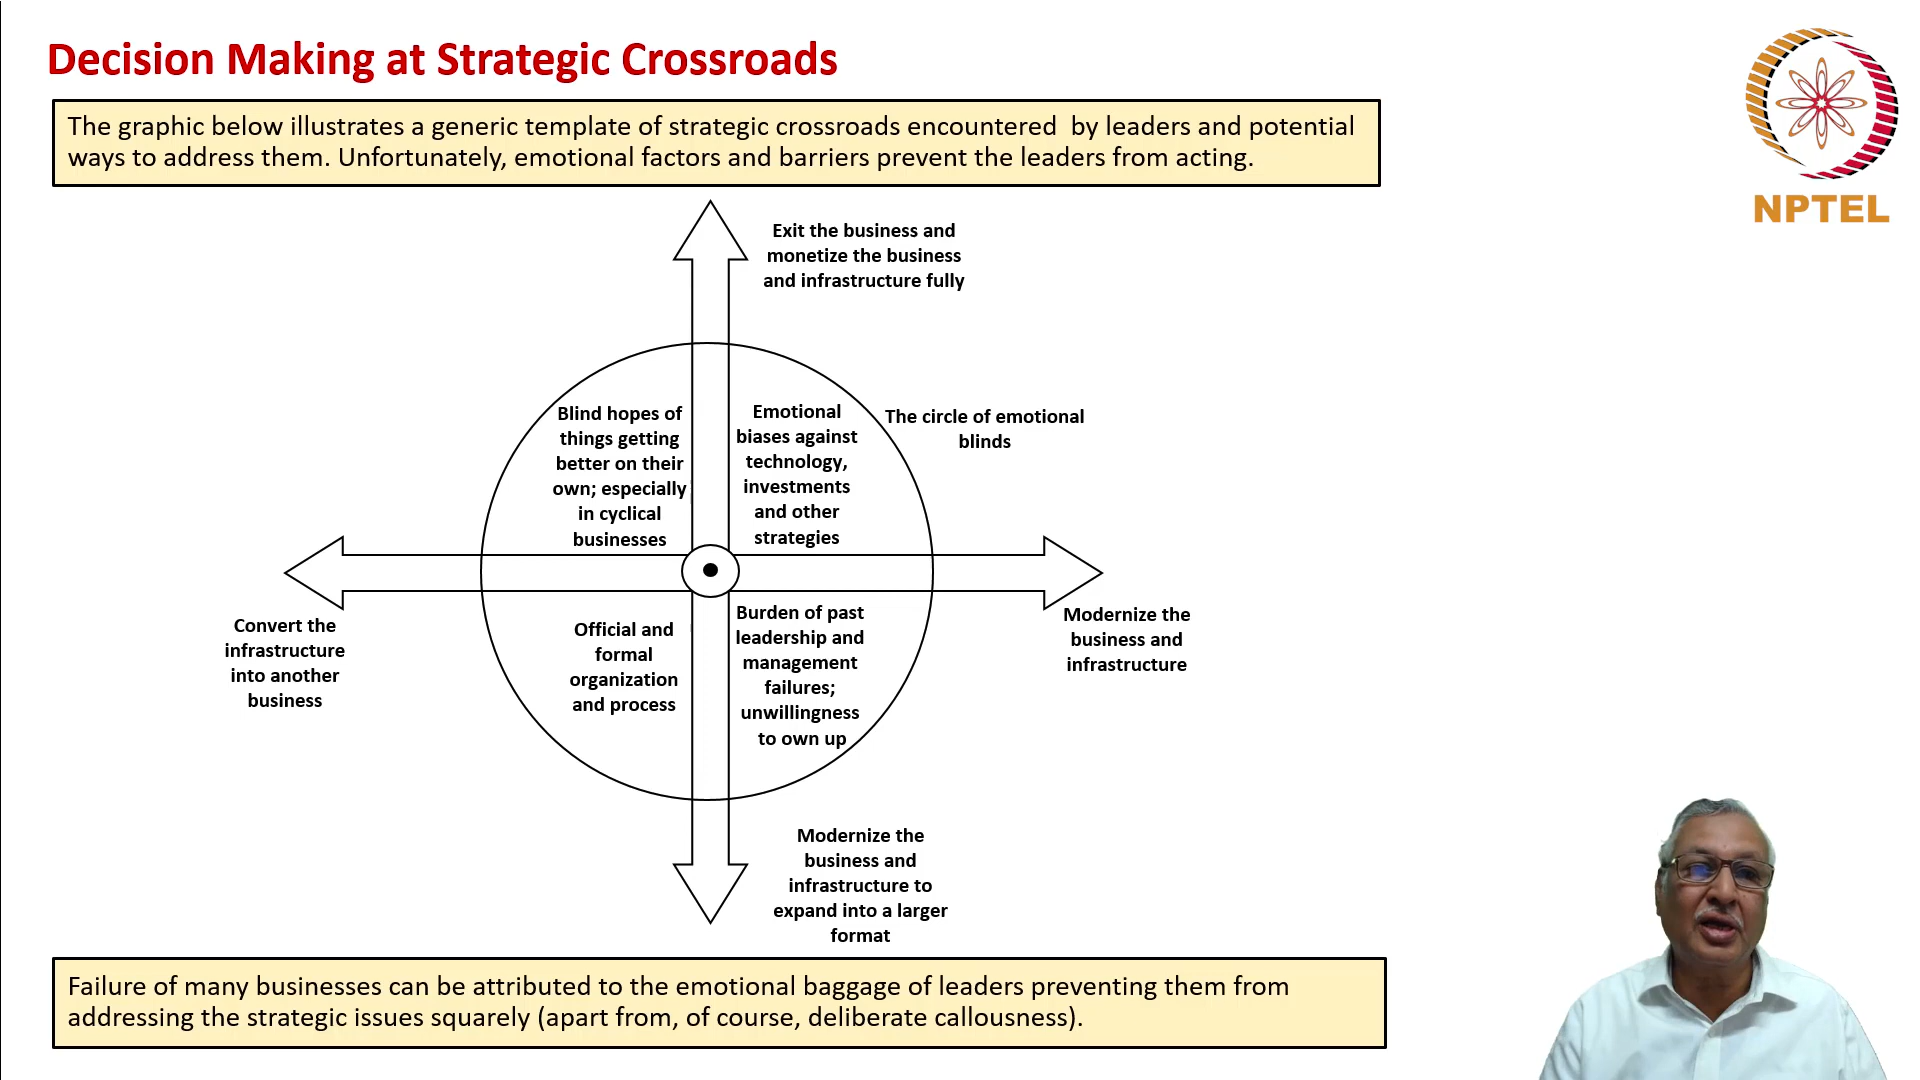 Decision Making at Strategic Crossroads
The graphic below illustrates a generic template of strategic crossroads encountered by leaders and potential
ways to address them. Unfortunately, emotional factors and barriers prevent the leaders from acting.
NPTEL
Exit the business and
monetize the business
and infrastructure fully
Blind hopes of
things getting
better on their
own; especially
in cyclical
businesses
Emotional
biases against
technology,
investments
and other
strategies
The circle of emotional
blinds
Convert the
infrastructure
into another
business
Official and
formal
organization
and process
Burden of past
leadership and
management
failures;
unwillingness
to own up
Modernize the
business and
infrastructure
Modernize the
business and
infrastructure to
expand into a larger
format
Failure of many businesses can be attributed to the emotional baggage of leaders preventing them from
addressing the strategic issues squarely (apart from, of course, deliberate callousness).